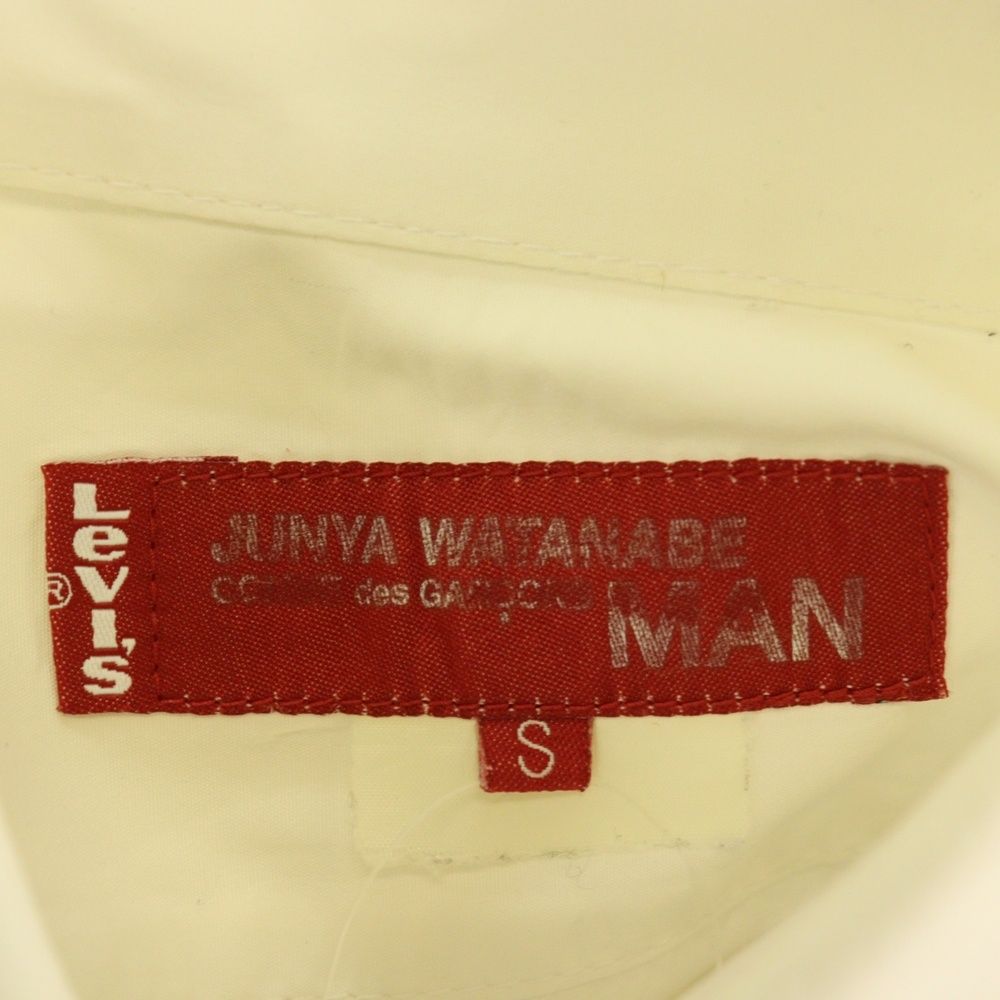 Levi's
®
JUNYA WATANABE
COMME des GARÇONS
MAN
S